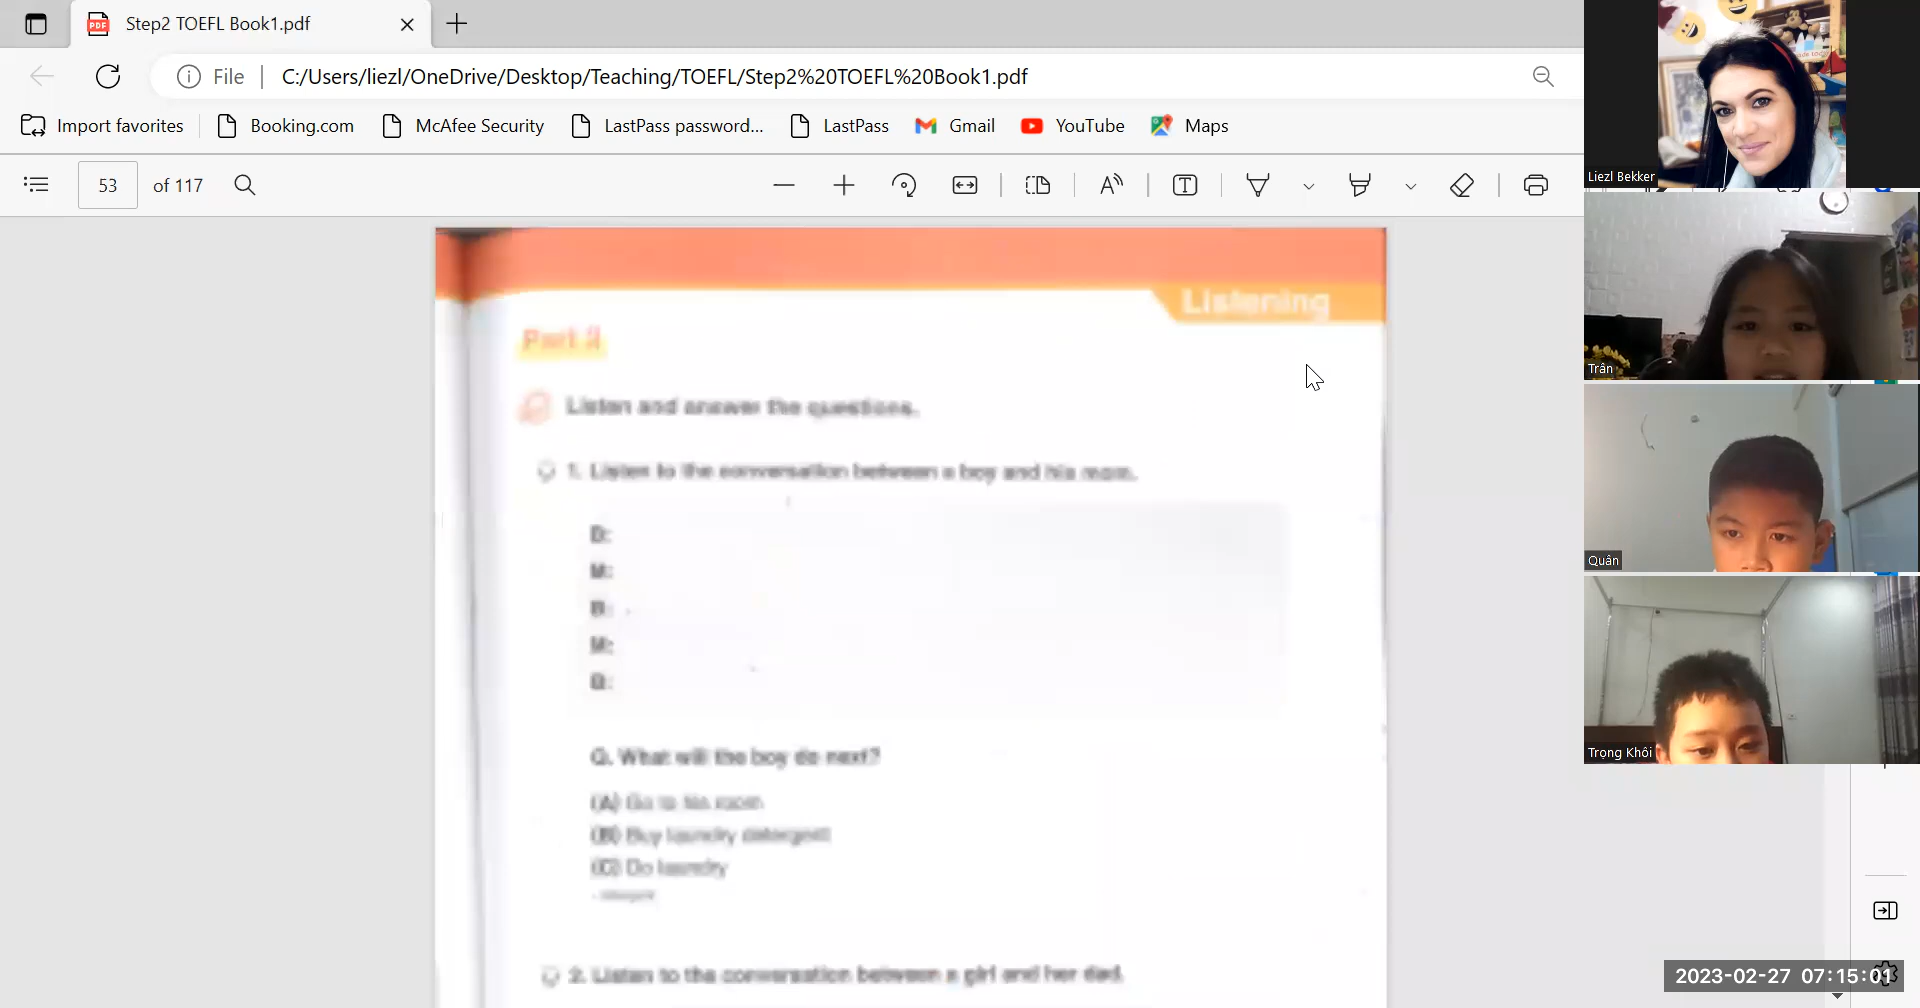 Step2 TOEFL Book1.pdf
File
C:/Users/liezl/OneDrive/Desktop/Teaching/TOEFL/Step2%20TOEFL%20Book1.pdf
Import favorites
Booking.com
McAfee Security
LastPass password...
LastPass
Gmail
YouTube
Maps
53 of 117
Listening
Part
Listen and answer the questions.
1. Listen to the conversation between a boy and his mom.
M:
B:
M:
B:
Q. What will the boy do next?
(A) Go to his room
(B) Buy laundry detergent
(C) Do laundry
2. Listen to the conversation between a girl and her dad.
Liezl Bekker
Trân
Quân
Trọng Khôi
2023-02-27 07:15:01